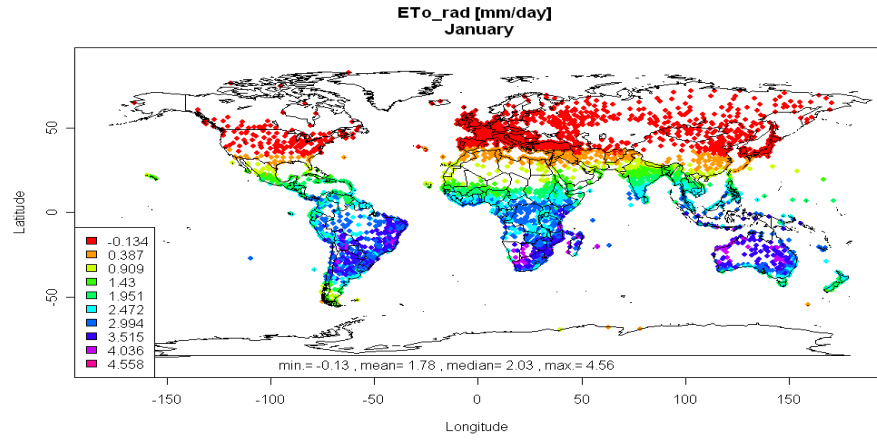 ETo_rad [mm/day]
January
Latitude
50
0
-50
-0.134
0.387
0.909
1.43
1.951
2.472
2.994
3.515
4.036
4.558
min.= -0.13 , mean= 1.78 , median= 2.03 , max.= 4.56
-150 -100 -50 0 50 100 150
Longitude